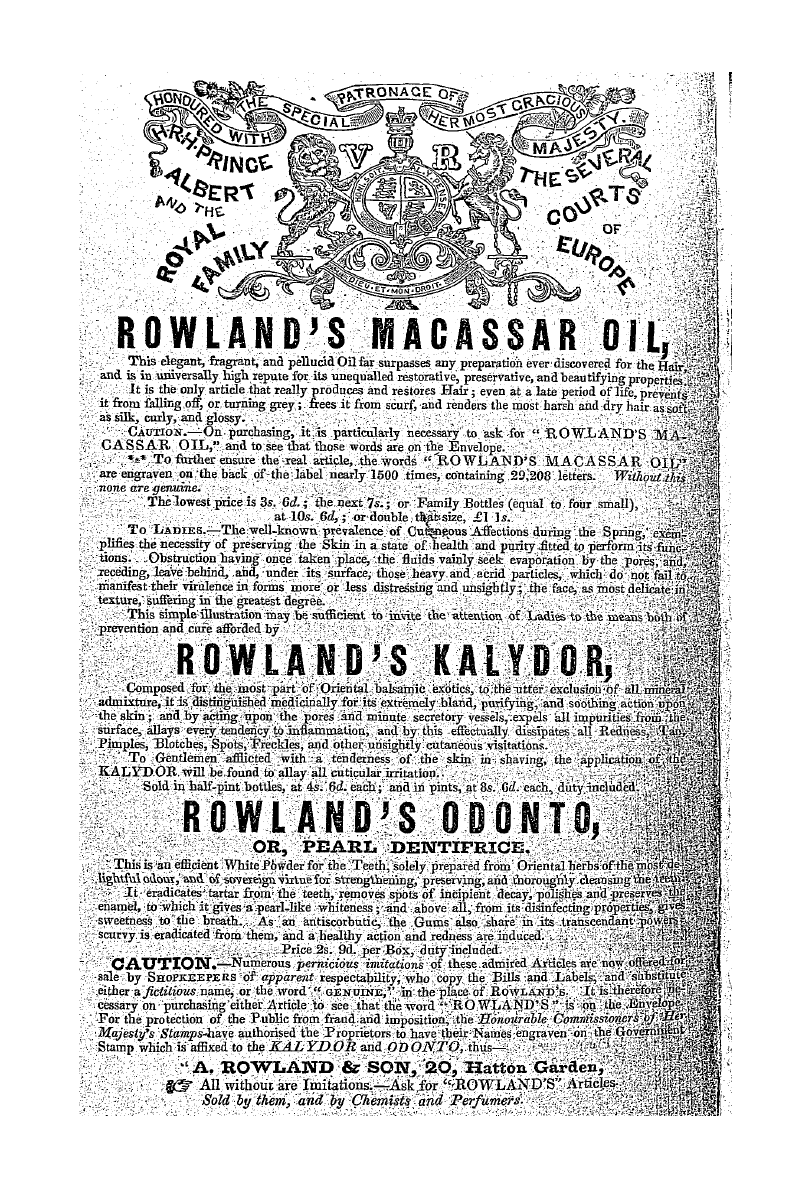 HONOURED WITH THE SPECIAL PATRONAGE OF HER MOST GRACIOUS MAJESTY.
H.R.H. PRINCE
ALBERT
AND THE
ROYAL
FAMILY
V R
HONI SOIT QUI MAL Y PENSE
DIEU ET MON DROIT
THE SEVERAL
COURTS
OF
EUROPE
ROWLAND'S MACASSAR OIL,
This elegant, fragrant, and pellucid Oil far surpasses any preparation ever discovered for the Hair,
and is in universally high repute for its unequalled restorative, preservative, and beautifying properties.
It is the only article that really produces and restores Hair; even at a late period of life, prevents
it from falling off, or turning grey; frees it from scurf, and renders the most harsh and dry hair as soft
as silk, curly, and glossy.
CAUTION.—On purchasing, it is particularly necessary to ask for "ROWLAND'S MA-
CASSAR OIL," and to see that those words are on the Envelope.
*** To further ensure the real article, the words "ROWLAND'S MACASSAR OIL"
are engraven on the back of the label nearly 1500 times, containing 29,208 letters. Without this
none are genuine.
The lowest price is 3s. 6d.; the next 7s.; or Family Bottles (equal to four small),
at 10s. 6d,; or double that size, £1 1s.
TO LADIES.—The well-known prevalence of Cutaneous Affections during the Spring, exem-
plifies the necessity of preserving the Skin in a state of health and purity fitted to perform its func-
tions. Obstruction having once taken place, the fluids vainly seek evaporation by the pores, and,
receding, leave behind, and, under its surface, those heavy and acrid particles, which do not fail to
manifest their virulence in forms more or less distressing and unsightly; the face, as most delicate in
texture, suffering in the greatest degree.
This simple illustration may be sufficient to invite the attention of Ladies to the means both of
prevention and cure afforded by
ROWLAND'S KALYDOR,
Composed for the most part of Oriental balsamic exotics, to the utter exclusion of all mineral
admixture, it is distinguished medicinally for its extremely bland, purifying, and soothing action upon
the skin; and by acting upon the pores and minute secretory vessels, expels all impurities from the
surface, allays every tendency to inflammation, and by this effectually dissipates all Redness, Tan,
Pimples, Blotches, Spots, Freckles, and other unsightly cutaneous visitations.
To Gentlemen afflicted with a tenderness of the skin in shaving, the application of the
KALYDOR will be found to allay all cuticular irritation.
Sold in half-pint bottles, at 4s. 6d. each; and in pints, at 8s. 6d. each, duty included.
ROWLAND'S ODONTO,
OR, PEARL DENTIFRICE.
This is an efficient White Powder for the Teeth, solely prepared from Oriental herbs of the most de-
lightful odour, and of sovereign virtue for strengthening, preserving, and thoroughly cleansing the teeth.
It eradicates tartar from the teeth, removes spots of incipient decay, polishes and preserves the
enamel, to which it gives a pearl-like whiteness; and above all, from its disinfecting properties, gives
sweetness to the breath. As an antiscorbutic, the Gums also share in its transcendant powers;
scurvy is eradicated from them, and a healthy action and redness are induced.
Price 2s. 9d. per Box, duty included.
CAUTION.—Numerous pernicious imitations of these admired Articles are now offered for
sale by SHOPKEEPERS of apparent respectability, who copy the Bills and Labels, and substitute
either a fictitious name, or the word "GENUINE," in the place of ROWLAND'S. It is therefore ne-
cessary on purchasing either Article to see that the word "ROWLAND'S" is on the Envelope.
For the protection of the Public from fraud and imposition, the Honourable Commissioners of Her
Majesty's Stamps have authorised the Proprietors to have their Names engraven on the Government
Stamp which is affixed to the KALYDOR and ODONTO, thus—
"A. ROWLAND & SON, 20, Hatton Garden,
☞ All without are Imitations.—Ask for "ROWLAND'S" Articles.
Sold by them, and by Chemists and Perfumers.